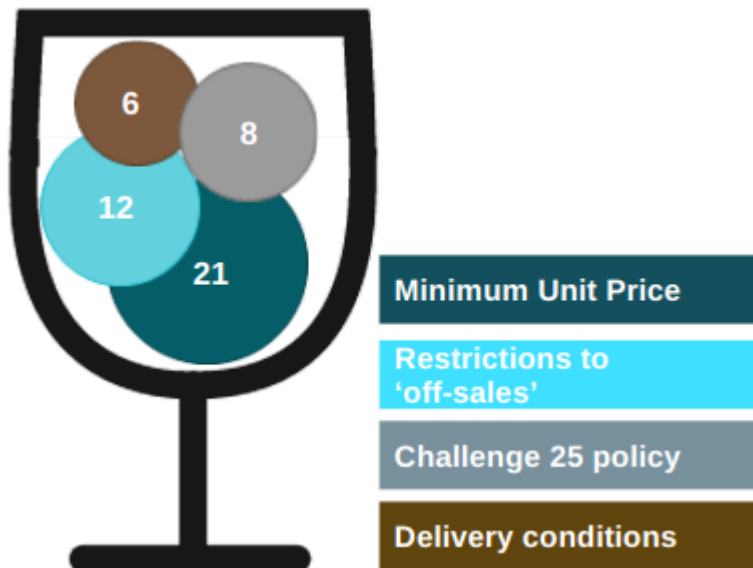 6
8
12
21
Minimum Unit Price
Restrictions to
‘off-sales’
Challenge 25 policy
Delivery conditions